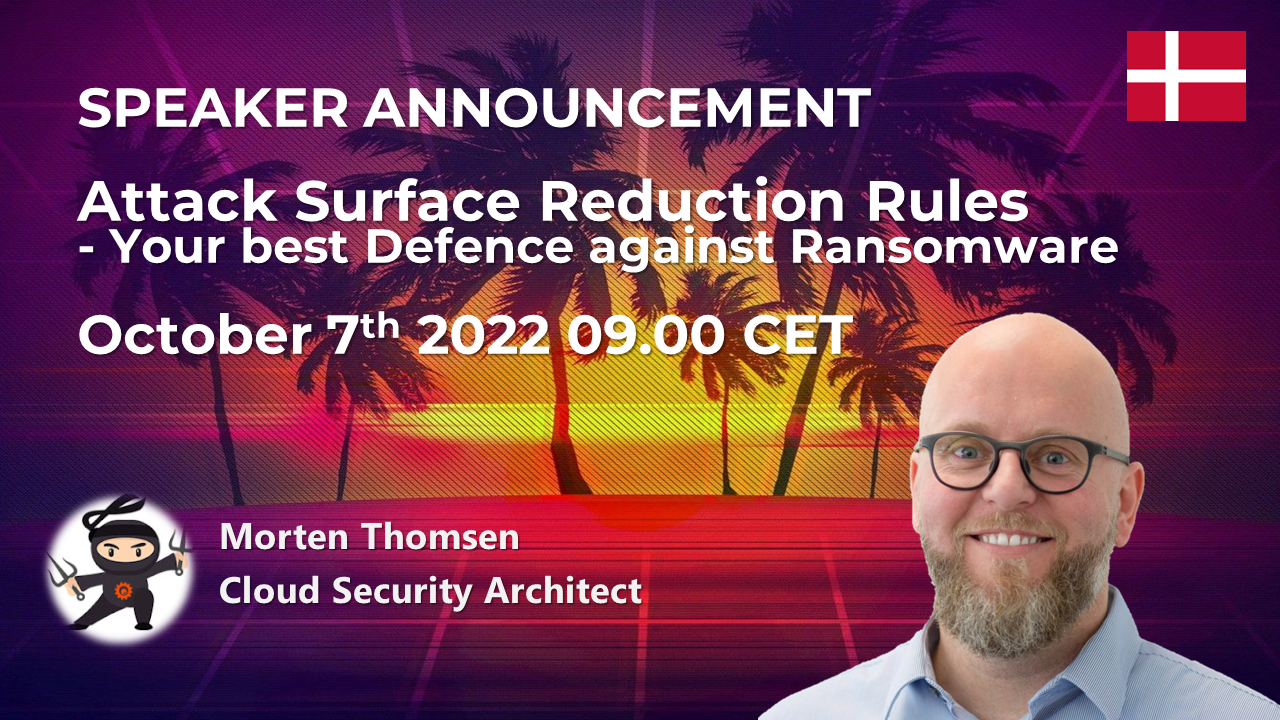 SPEAKER ANNOUNCEMENT
Attack Surface Reduction Rules
- Your best Defence against Ransomware
October 7th 2022 09.00 CET
Morten Thomsen
Cloud Security Architect